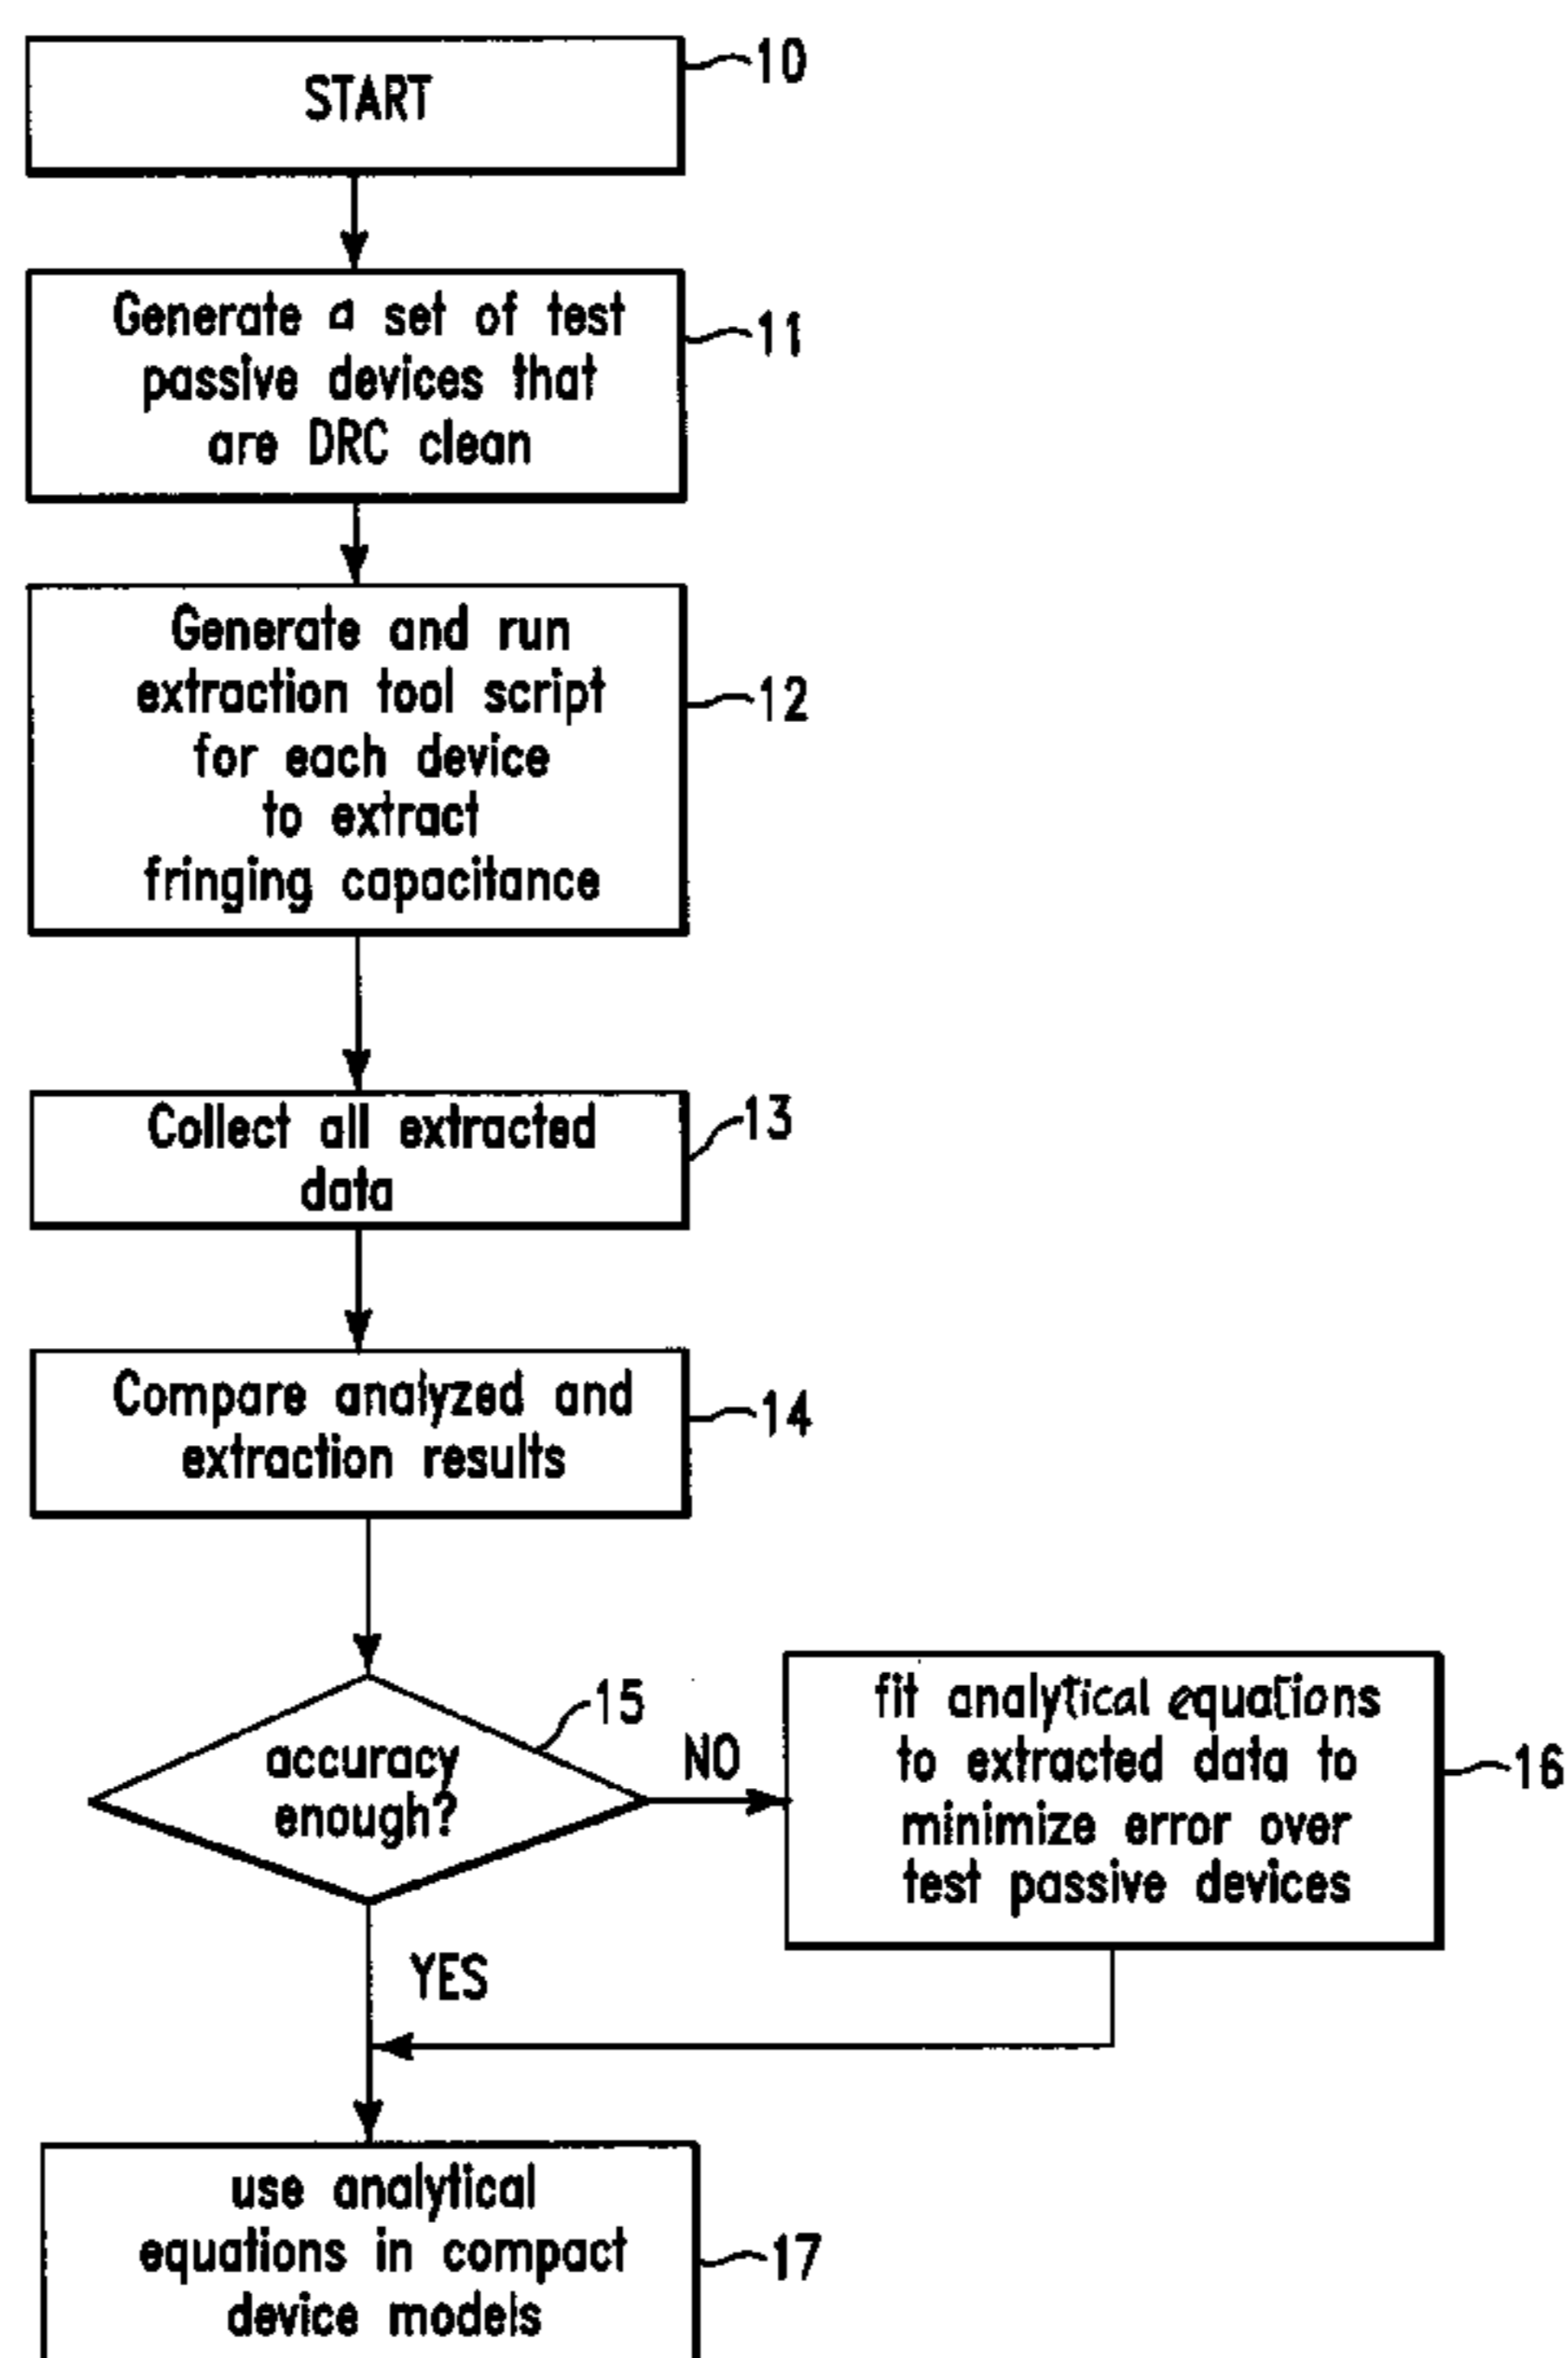 START
10
Generate a set of test
passive devices that
are DRC clean
11
Generate and run
extraction tool script
for each device
to extract
fringing capacitance
12
Collect all extracted
data
13
Compare analyzed and
extraction results
14
accuracy
enough?
15
NO
fit analytical equations
to extracted data to
minimize error over
test passive devices
16
YES
use analytical
equations in compact
device models
17